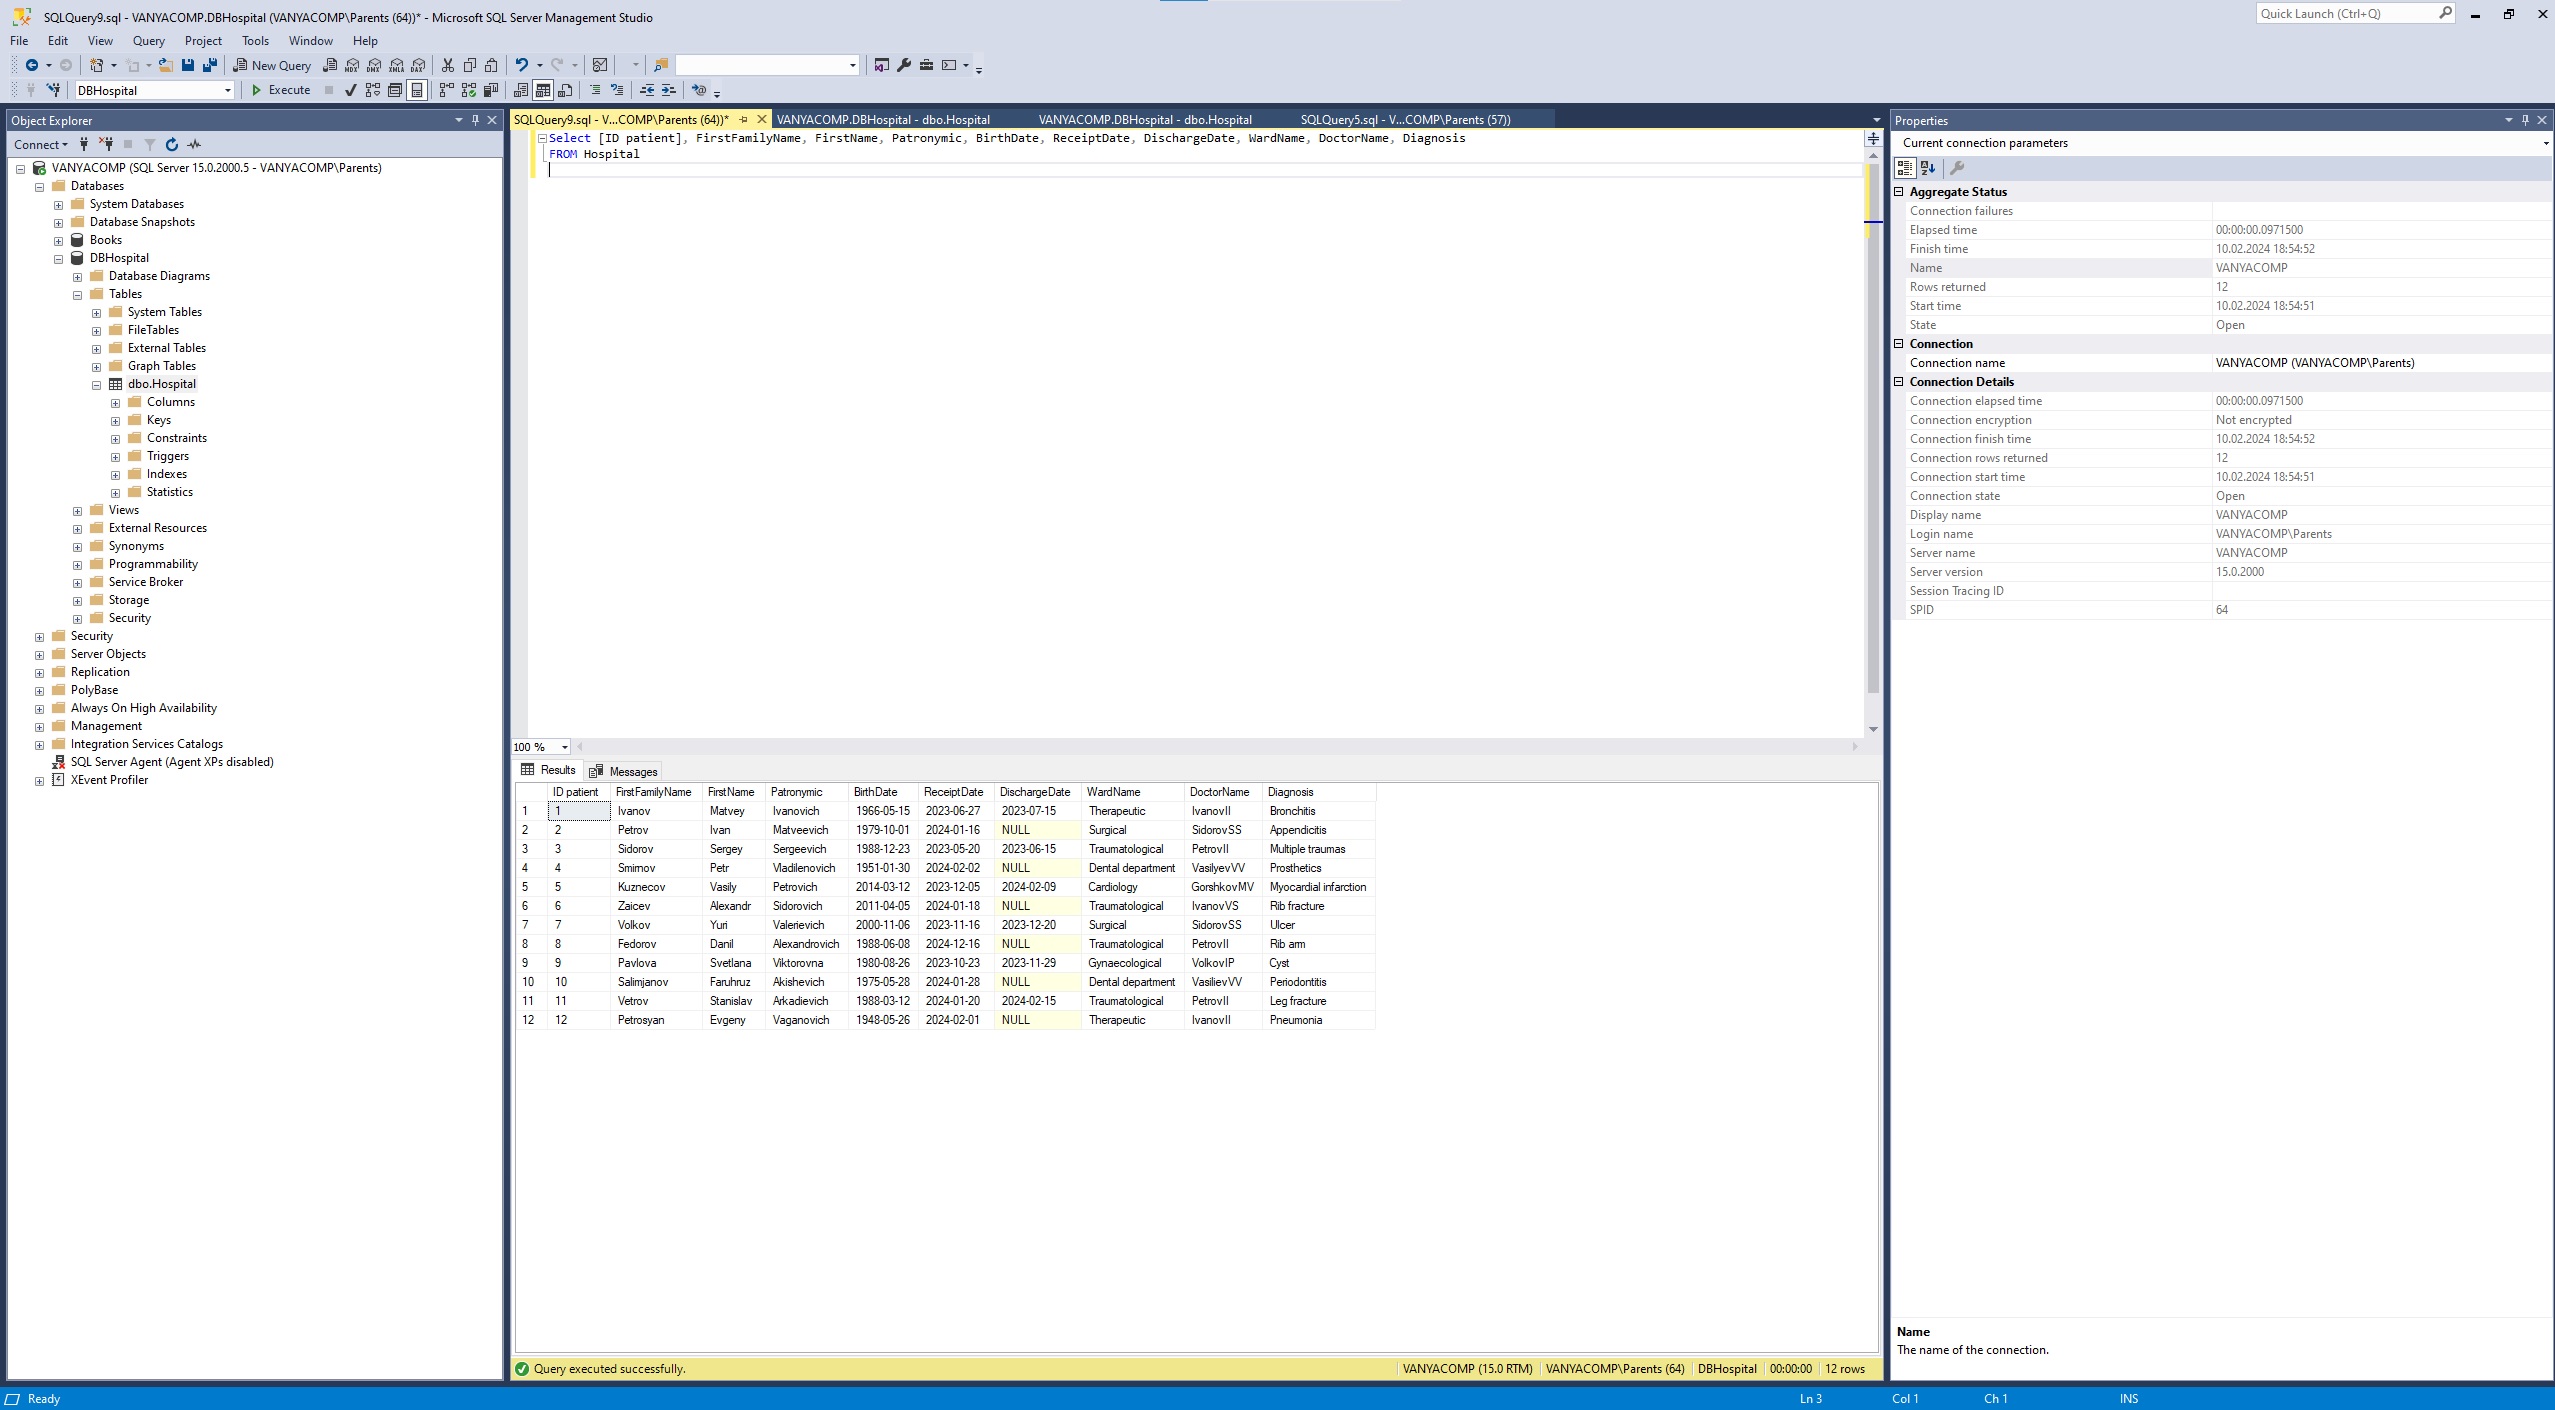 SQLQuery9.sql - VANYACOMP.DBHospital (VANYACOMP\Parents (64))* - Microsoft SQL Server Management Studio
Quick Launch (Ctrl+Q)
File Edit View Query Project Tools Window Help
New Query
DBHospital Execute
Object Explorer
Connect
VANYACOMP (SQL Server 15.0.2000.5 - VANYACOMP\Parents)
Databases
System Databases
Database Snapshots
Books
DBHospital
Database Diagrams
Tables
System Tables
FileTables
External Tables
Graph Tables
dbo.Hospital
Columns
Keys
Constraints
Triggers
Indexes
Statistics
Views
External Resources
Synonyms
Programmability
Service Broker
Storage
Security
Security
Server Objects
Replication
PolyBase
Always On High Availability
Management
Integration Services Catalogs
SQL Server Agent (Agent XPs disabled)
XEvent Profiler
SQLQuery9.sql - V...COMP\Parents (64))* VANYACOMP.DBHospital - dbo.Hospital VANYACOMP.DBHospital - dbo.Hospital SQLQuery5.sql - V...COMP\Parents (57))
Select [ID patient], FirstFamilyName, FirstName, Patronymic, BirthDate, ReceiptDate, DischargeDate, WardName, DoctorName, Diagnosis
FROM Hospital
100 %
Results Messages
ID patient FirstFamilyName FirstName Patronymic BirthDate ReceiptDate DischargeDate WardName DoctorName Diagnosis
1 1 Ivanov Matvey Ivanovich 1966-05-15 2023-06-27 2023-07-15 Therapeutic IvanovII Bronchitis
2 2 Petrov Ivan Matveevich 1979-10-01 2024-01-16 NULL Surgical SidorovSS Appendicitis
3 3 Sidorov Sergey Sergeevich 1988-12-23 2023-05-20 2023-06-15 Traumatological PetrovII Multiple traumas
4 4 Smirnov Petr Vladilenovich 1951-01-30 2024-02-02 NULL Dental department VasilyevVV Prosthetics
5 5 Kuznecov Vasily Petrovich 2014-03-12 2023-12-05 2024-02-09 Cardiology GorshkovMV Myocardial infarction
6 6 Zaicev Alexandr Sidorovich 2011-04-05 2024-01-18 NULL Traumatological IvanovVS Rib fracture
7 7 Volkov Yuri Valerievich 2000-11-06 2023-11-16 2023-12-20 Surgical SidorovSS Ulcer
8 8 Fedorov Danil Alexandrovich 1988-06-08 2024-12-16 NULL Traumatological PetrovII Rib arm
9 9 Pavlova Svetlana Viktorovna 1980-08-26 2023-10-23 2023-11-29 Gynaecological VolkovIP Cyst
10 10 Salimjanov Faruhruz Akishevich 1975-05-28 2024-01-28 NULL Dental department VasilievVV Periodontitis
11 11 Vetrov Stanislav Arkadievich 1988-03-12 2024-01-20 2024-02-15 Traumatological PetrovII Leg fracture
12 12 Petrosyan Evgeny Vaganovich 1948-05-26 2024-02-01 NULL Therapeutic IvanovII Pneumonia
Query executed successfully. VANYACOMP (15.0 RTM) VANYACOMP\Parents (64) DBHospital 00:00:00 12 rows
Properties
Current connection parameters
Aggregate Status
Connection failures
Elapsed time 00:00:00.0971500
Finish time 10.02.2024 18:54:52
Name VANYACOMP
Rows returned 12
Start time 10.02.2024 18:54:51
State Open
Connection
Connection name VANYACOMP (VANYACOMP\Parents)
Connection Details
Connection elapsed time 00:00:00.0971500
Connection encryption Not encrypted
Connection finish time 10.02.2024 18:54:52
Connection rows returned 12
Connection start time 10.02.2024 18:54:51
Connection state Open
Display name VANYACOMP
Login name VANYACOMP\Parents
Server name VANYACOMP
Server version 15.0.2000
Session Tracing ID
SPID 64
Name
The name of the connection.
Ready Ln 3 Col 1 Ch 1 INS